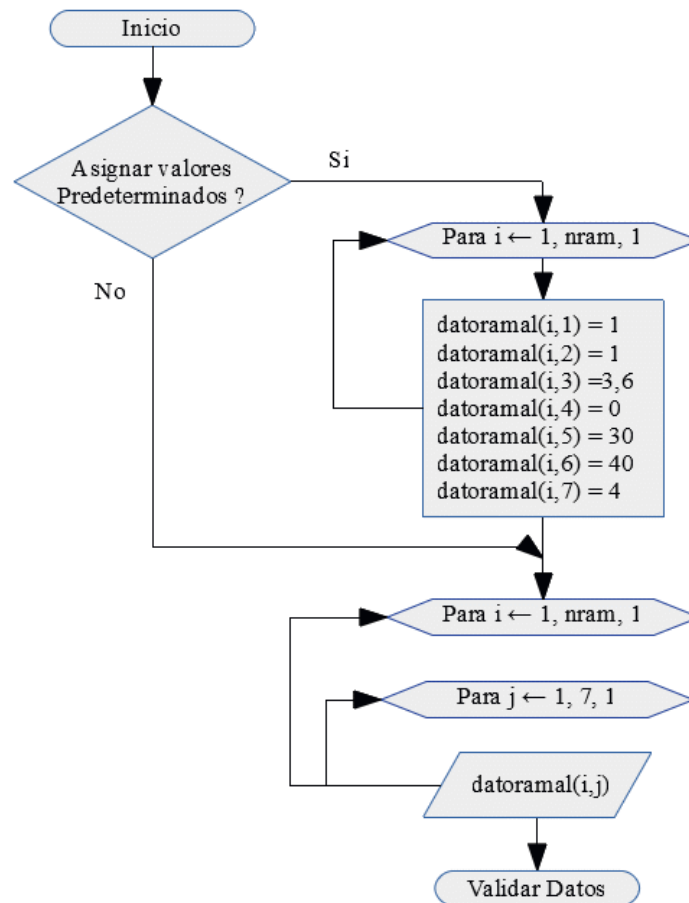 Inicio
Asignar valores
Predeterminados ?
Si
No
Para i ← 1, nram, 1
datoramal(i,1) = 1
datoramal(i,2) = 1
datoramal(i,3) =3,6
datoramal(i,4) = 0
datoramal(i,5) = 30
datoramal(i,6) = 40
datoramal(i,7) = 4
Para i ← 1, nram, 1
Para j ← 1, 7, 1
datoramal(i,j)
Validar Datos